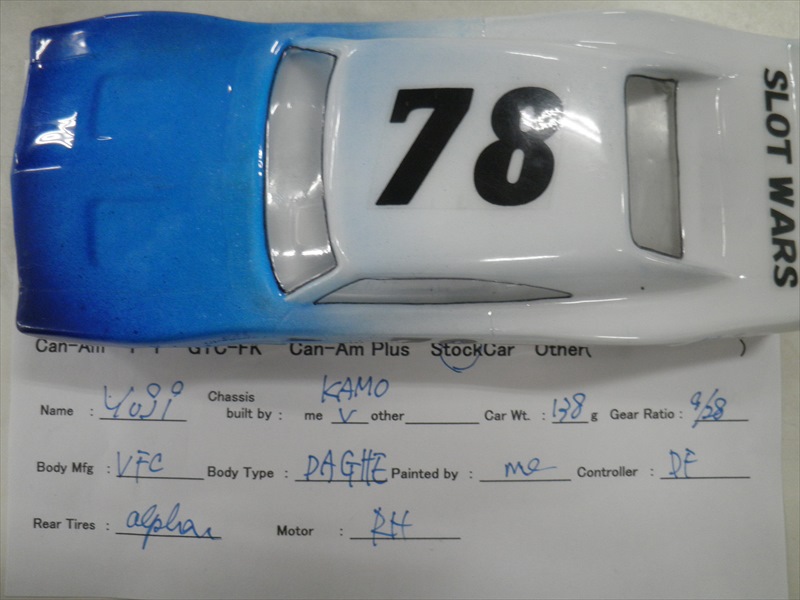 78
SLOT WARS
Can-Am F1 GTC-FK Can-Am Plus StockCar Other( )
Name : Yuji Chassis built by : me V other KAMO Car Wt. : 138 g Gear Ratio : 9/28
Body Mfg : VFC Body Type : DAGHE Painted by : me Controller : DF
Rear Tires : alpha Motor : RH